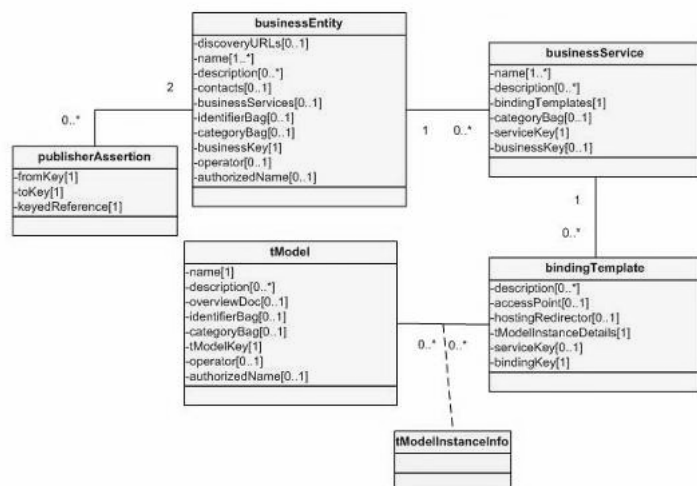 businessEntity
-discoveryURLs[0..1]
-name[1..*]
-description[0..*]
-contacts[0..1]
-businessServices[0..1]
-identifierBag[0..1]
-categoryBag[0..1]
-businessKey[1]
-operator[0..1]
-authorizedName[0..1]
businessService
-name[1..*]
-description[0..*]
-bindingTemplates[1]
-categoryBag[0..1]
-serviceKey[1]
-businessKey[0..1]
2
0..*
1
0..*
publisherAssertion
-fromKey[1]
-toKey[1]
-keyedReference[1]
1
0..*
tModel
-name[1]
-description[0..*]
-overviewDoc[0..1]
-identifierBag[0..1]
-categoryBag[0..1]
-tModelKey[1]
-operator[0..1]
-authorizedName[0..1]
bindingTemplate
-description[0..*]
-accessPoint[0..1]
-hostingRedirector[0..1]
-tModelInstanceDetails[1]
-serviceKey[0..1]
-bindingKey[1]
0..*
0..*
tModelInstanceInfo